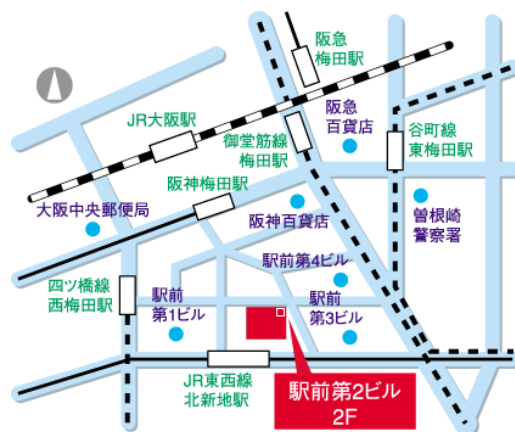 阪急
梅田駅
JR大阪駅
阪急
百貨店
御堂筋線
梅田駅
谷町線
東梅田駅
阪神梅田駅
大阪中央郵便局
阪神百貨店
曽根崎
警察署
駅前第4ビル
四ツ橋線
西梅田駅
駅前
第1ビル
駅前
第3ビル
JR東西線
北新地駅
駅前第2ビル
2F